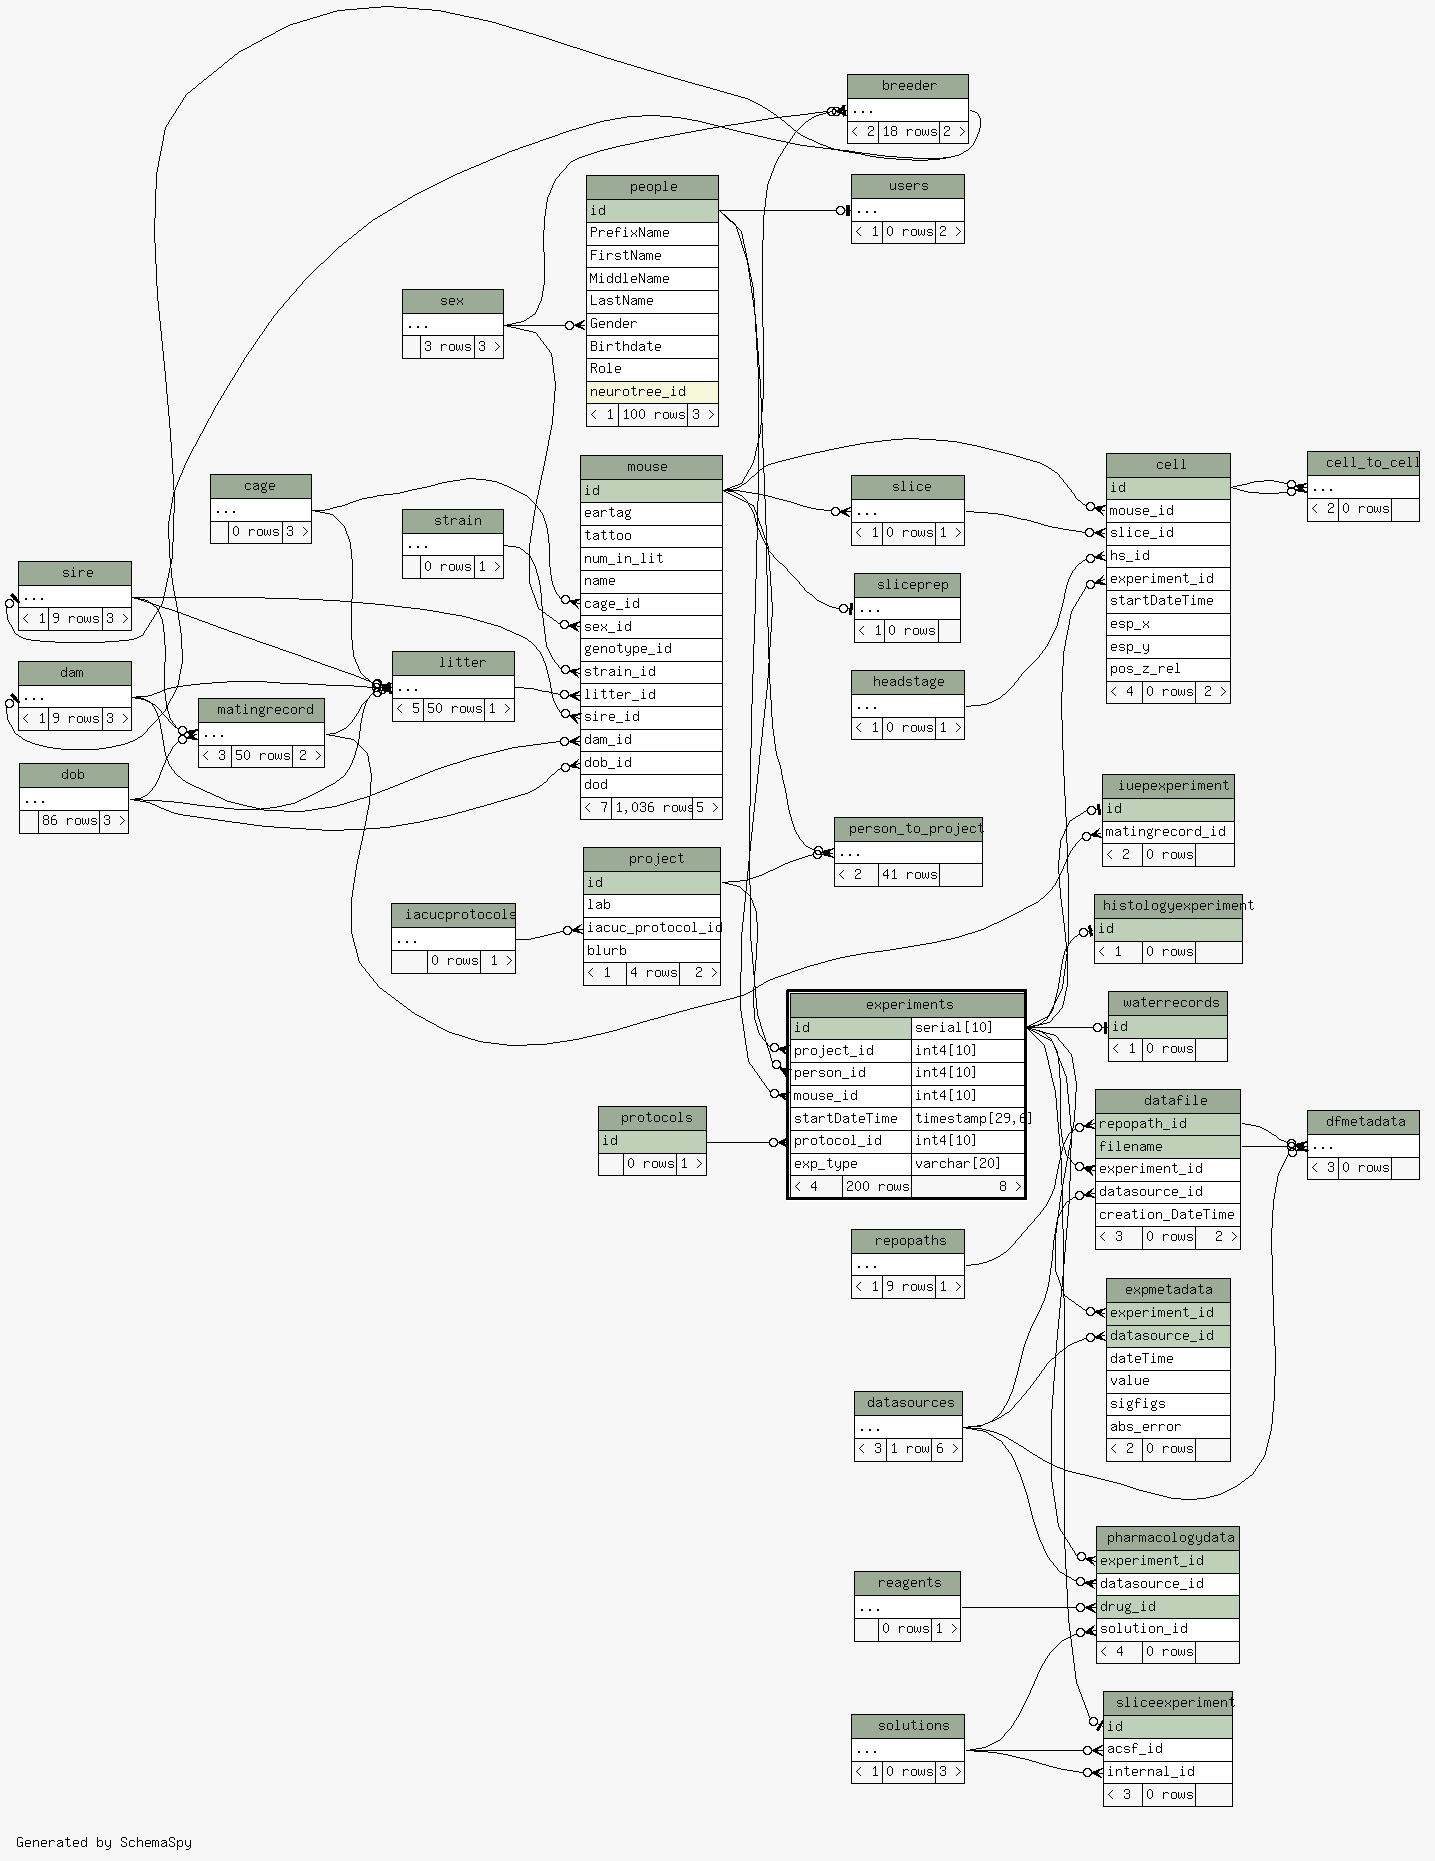 breeder
...
< 2 18 rows 2 >
people
id
PrefixName
FirstName
MiddleName
LastName
Gender
Birthdate
Role
neurotree_id
< 1 100 rows 3 >
users
...
< 1 0 rows 2 >
sex
...
3 rows 3 >
mouse
id
eartag
tattoo
num_in_lit
name
cage_id
sex_id
genotype_id
strain_id
litter_id
sire_id
dam_id
dob_id
dod
< 7 1,036 rows 5 >
cage
...
0 rows 3 >
strain
...
0 rows 1 >
slice
...
< 1 0 rows 1 >
cell
id
mouse_id
slice_id
hs_id
experiment_id
startDateTime
esp_x
esp_y
pos_z_rel
< 4 0 rows 2 >
cell_to_cell
...
< 2 0 rows
sire
...
< 1 9 rows 3 >
sliceprep
...
< 1 0 rows
dam
...
< 1 9 rows 3 >
litter
...
< 5 50 rows 1 >
headstage
...
< 1 0 rows 1 >
matingrecord
...
< 3 50 rows 2 >
dob
...
86 rows 3 >
iuepexperiment
id
matingrecord_id
< 2 0 rows
person_to_project
...
< 2 41 rows
project
id
lab
iacuc_protocol_id
blurb
< 1 4 rows 2 >
iacucprotocols
...
0 rows 1 >
histologyexperiment
id
< 1 0 rows
experiments
id serial[10]
project_id int4[10]
person_id int4[10]
mouse_id int4[10]
startDateTime timestamp[29,6]
protocol_id int4[10]
exp_type varchar[20]
< 4 200 rows 8 >
waterrecords
id
< 1 0 rows
protocols
id
0 rows 1 >
datafile
repopath_id
filename
experiment_id
datasource_id
creation_DateTime
< 3 0 rows 2 >
dfmetadata
...
< 3 0 rows
repopaths
...
< 1 9 rows 1 >
expmetadata
experiment_id
datasource_id
dateTime
value
sigfigs
abs_error
< 2 0 rows
datasources
...
< 3 1 row 6 >
pharmacologydata
experiment_id
datasource_id
drug_id
solution_id
< 4 0 rows
reagents
...
0 rows 1 >
sliceexperiment
id
acsf_id
internal_id
< 3 0 rows
solutions
...
< 1 0 rows 3 >
Generated by SchemaSpy